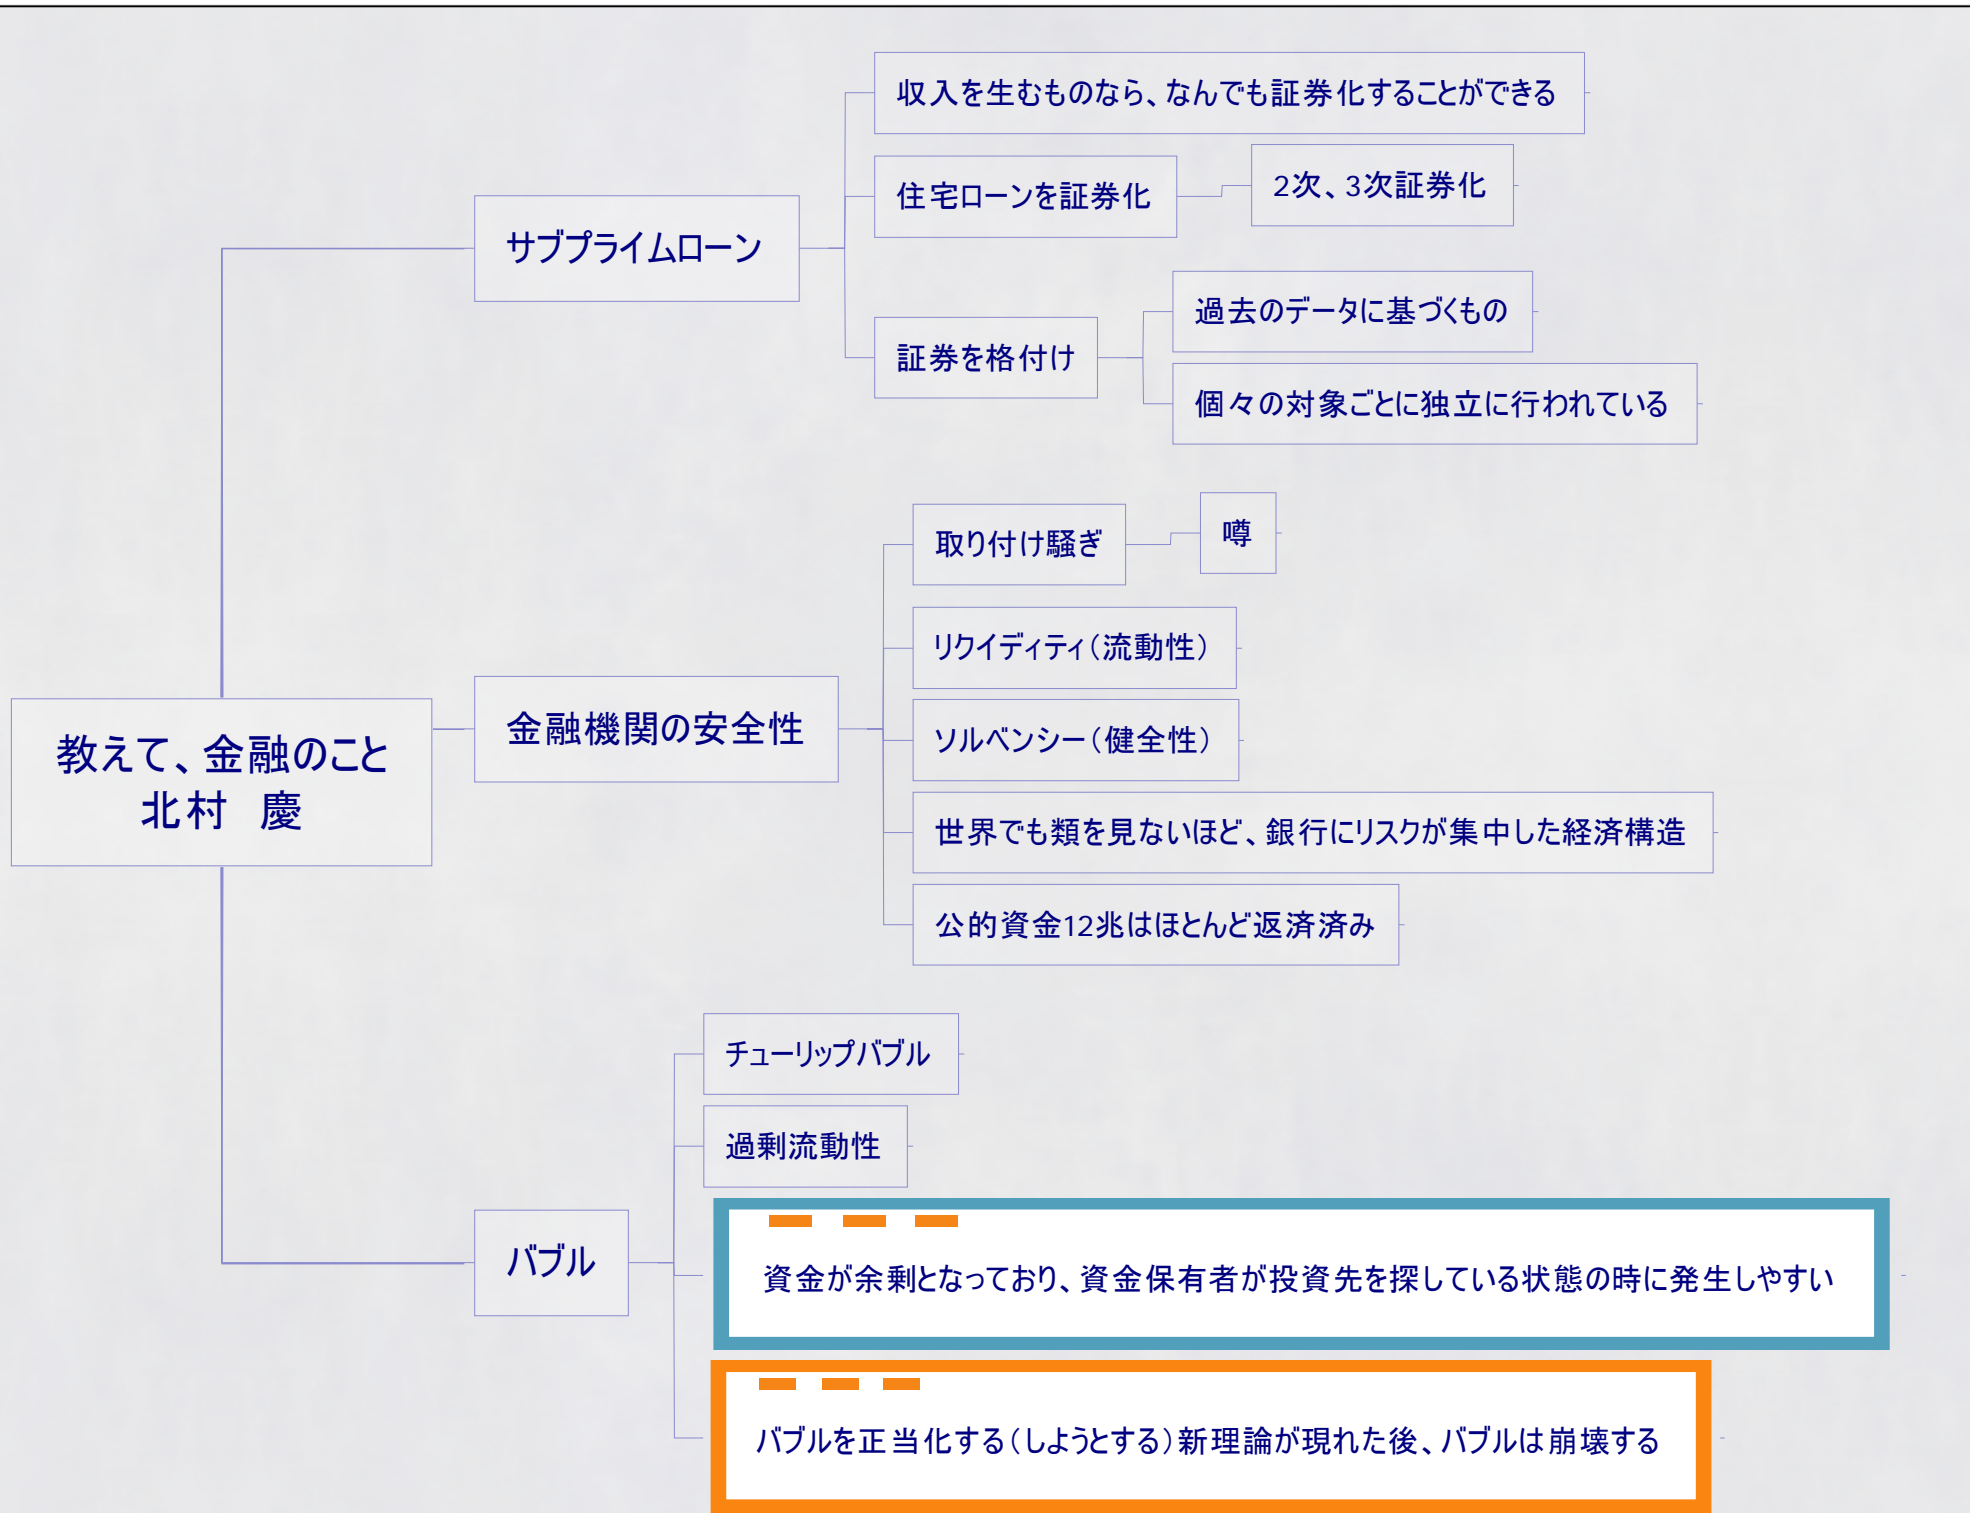 収入を生むものなら、なんでも証券化することができる
住宅ローンを証券化
2次、3次証券化
サブプライムローン
過去のデータに基づくもの
証券を格付け
個々の対象ごとに独立に行われている
取り付け騒ぎ
噂
リクイディティ（流動性）
教えて、金融のこと
北村　慶
金融機関の安全性
ソルベンシー（健全性）
世界でも類を見ないほど、銀行にリスクが集中した経済構造
公的資金12兆はほとんど返済済み
チューリップバブル
過剰流動性
バブル
資金が余剰となっており、資金保有者が投資先を探している状態の時に発生しやすい
バブルを正当化する（しようとする）新理論が現れた後、バブルは崩壊する